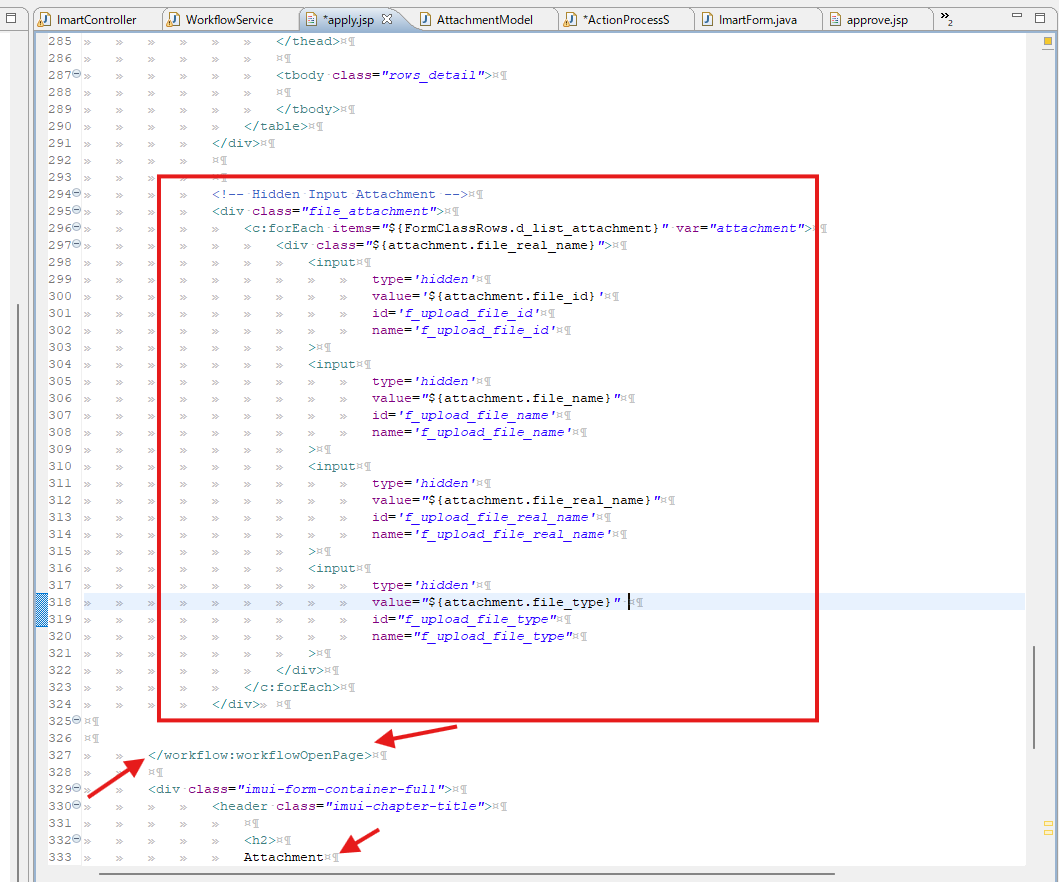 ImartController WorkflowService *apply.jsp AttachmentModel *ActionProcessS ImartForm.java approve.jsp »2
285 </thead>
286
287 <tbody class="rows_detail">
288
289 </tbody>
290 </table>
291 </div>
292
293
294 <!-- Hidden Input Attachment -->
295 <div class="file_attachment">
296 <c:forEach items="${FormClassRows.d_list_attachment}" var="attachment">
297 <div class="${attachment.file_real_name}">
298 <input
299 type='hidden'
300 value='${attachment.file_id}'
301 id='f_upload_file_id'
302 name='f_upload_file_id'
303 >
304 <input
305 type='hidden'
306 value="${attachment.file_name}"
307 id='f_upload_file_name'
308 name='f_upload_file_name'
309 >
310 <input
311 type='hidden'
312 value="${attachment.file_real_name}"
313 id='f_upload_file_real_name'
314 name='f_upload_file_real_name'
315 >
316 <input
317 type='hidden'
318 value="${attachment.file_type}"
319 id="f_upload_file_type"
320 name="f_upload_file_type"
321 >
322 </div>
323 </c:forEach>
324 </div>
325
326
327 </workflow:workflowOpenPage>
328
329 <div class="imui-form-container-full">
330 <header class="imui-chapter-title">
331
332 <h2>
333 Attachment